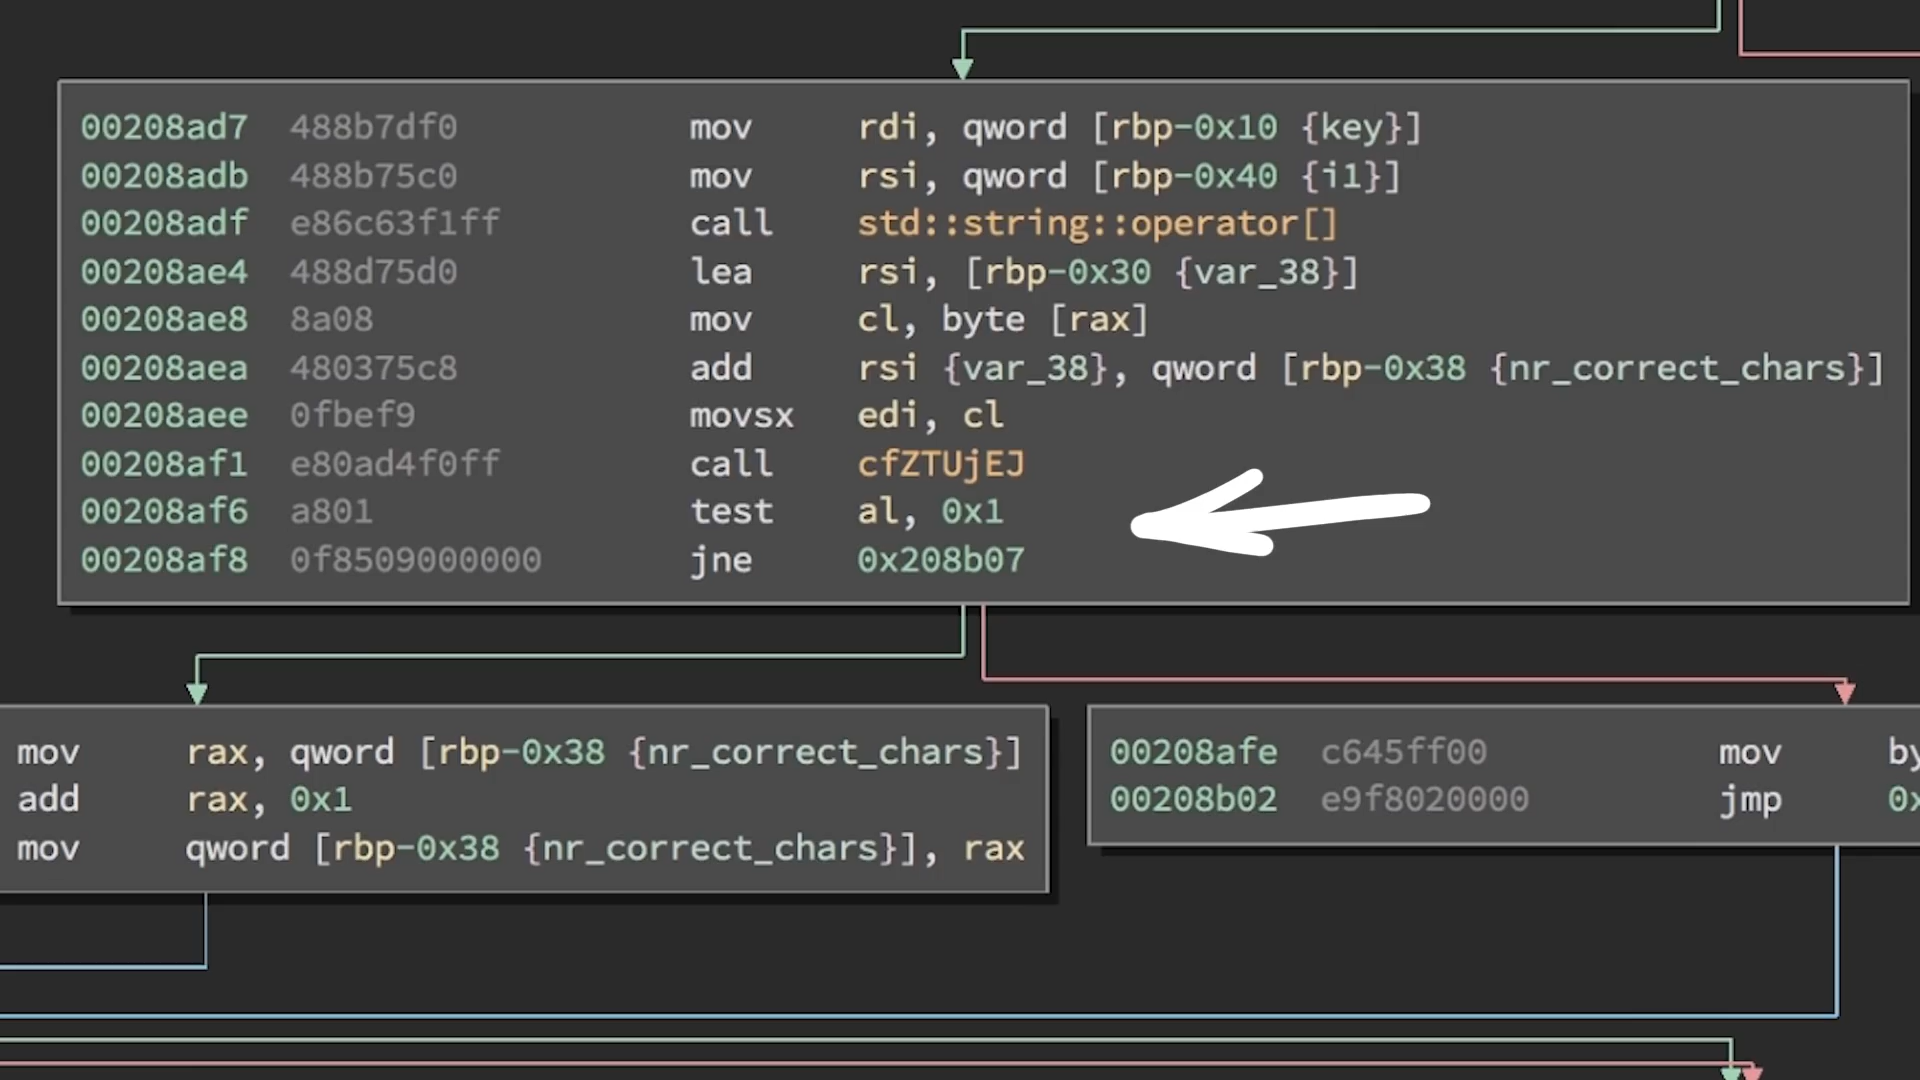 00208ad7 488b7df0 mov rdi, qword [rbp-0x10 {key}]
00208adb 488b75c0 mov rsi, qword [rbp-0x40 {i1}]
00208adf e86c63f1ff call std::string::operator[]
00208ae4 488d75d0 lea rsi, [rbp-0x30 {var_38}]
00208ae8 8a08 mov cl, byte [rax]
00208aea 480375c8 add rsi {var_38}, qword [rbp-0x38 {nr_correct_chars}]
00208aee 0fbef9 movsx edi, cl
00208af1 e80ad4f0ff call cfZTUjEJ
00208af6 a801 test al, 0x1
00208af8 0f8509000000 jne 0x208b07
mov rax, qword [rbp-0x38 {nr_correct_chars}]
add rax, 0x1
mov qword [rbp-0x38 {nr_correct_chars}], rax
00208afe c645ff00 mov by
00208b02 e9f8020000 jmp 0x